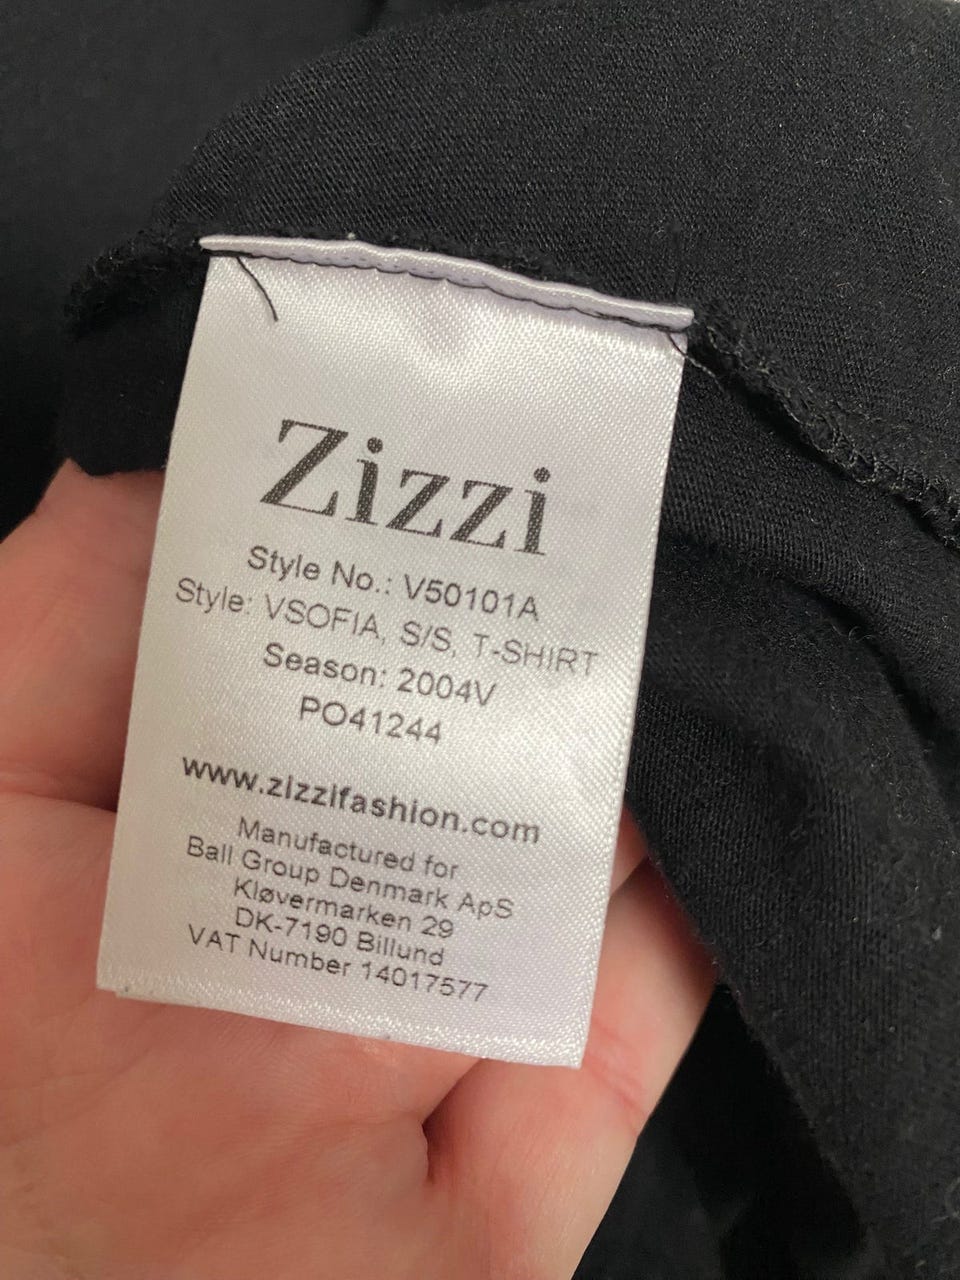 Zizzi
Style No.: V50101A
Style: VSOFIA, S/S, T-SHIRT
Season: 2004V
PO41244
www.zizzifashion.com
Manufactured for
Ball Group Denmark ApS
Kløvermarken 29
DK-7190 Billund
VAT Number 14017577